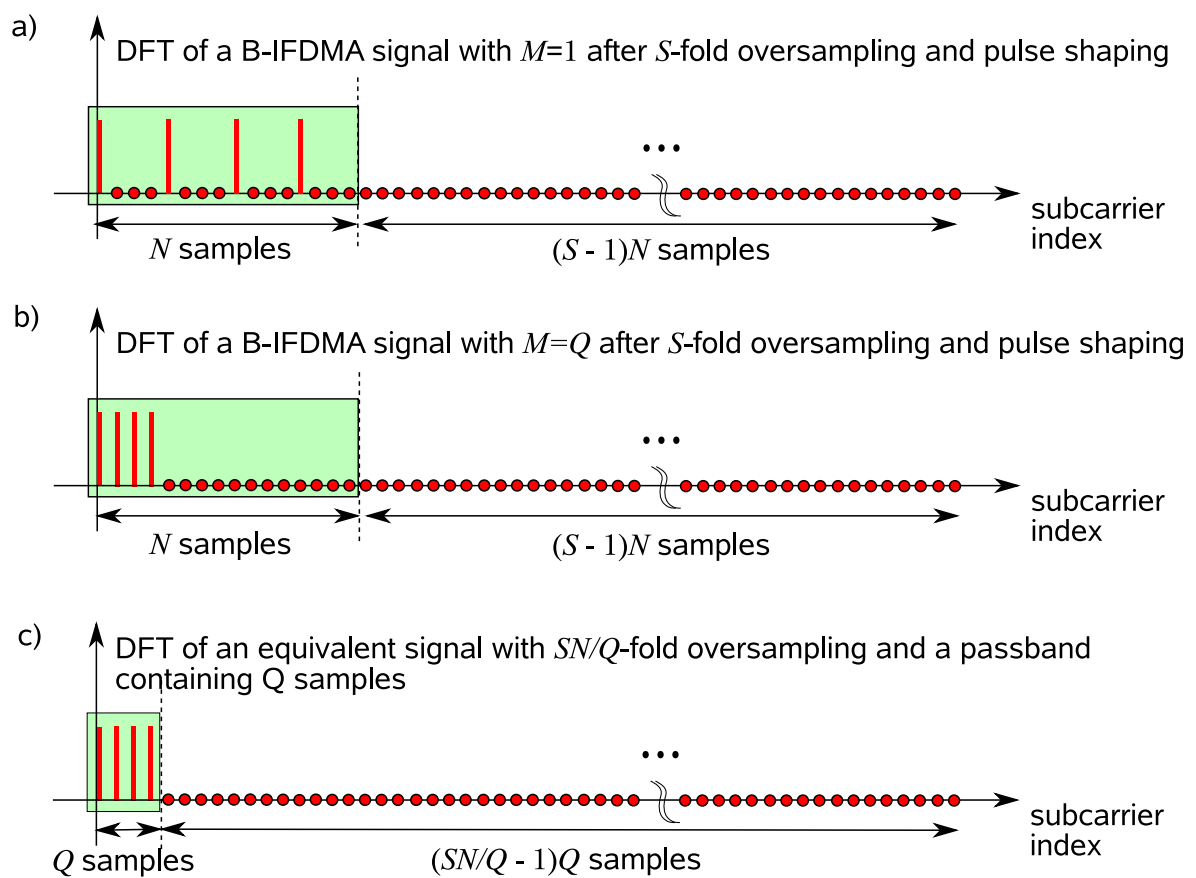 a)
DFT of a B-IFDMA signal with M=1 after S-fold oversampling and pulse shaping
...
subcarrier
index
N samples
(S - 1)N samples
b)
DFT of a B-IFDMA signal with M=Q after S-fold oversampling and pulse shaping
...
subcarrier
index
N samples
(S - 1)N samples
c)
DFT of an equivalent signal with SN/Q-fold oversampling and a passband
containing Q samples
...
subcarrier
index
Q samples
(SN/Q - 1)Q samples